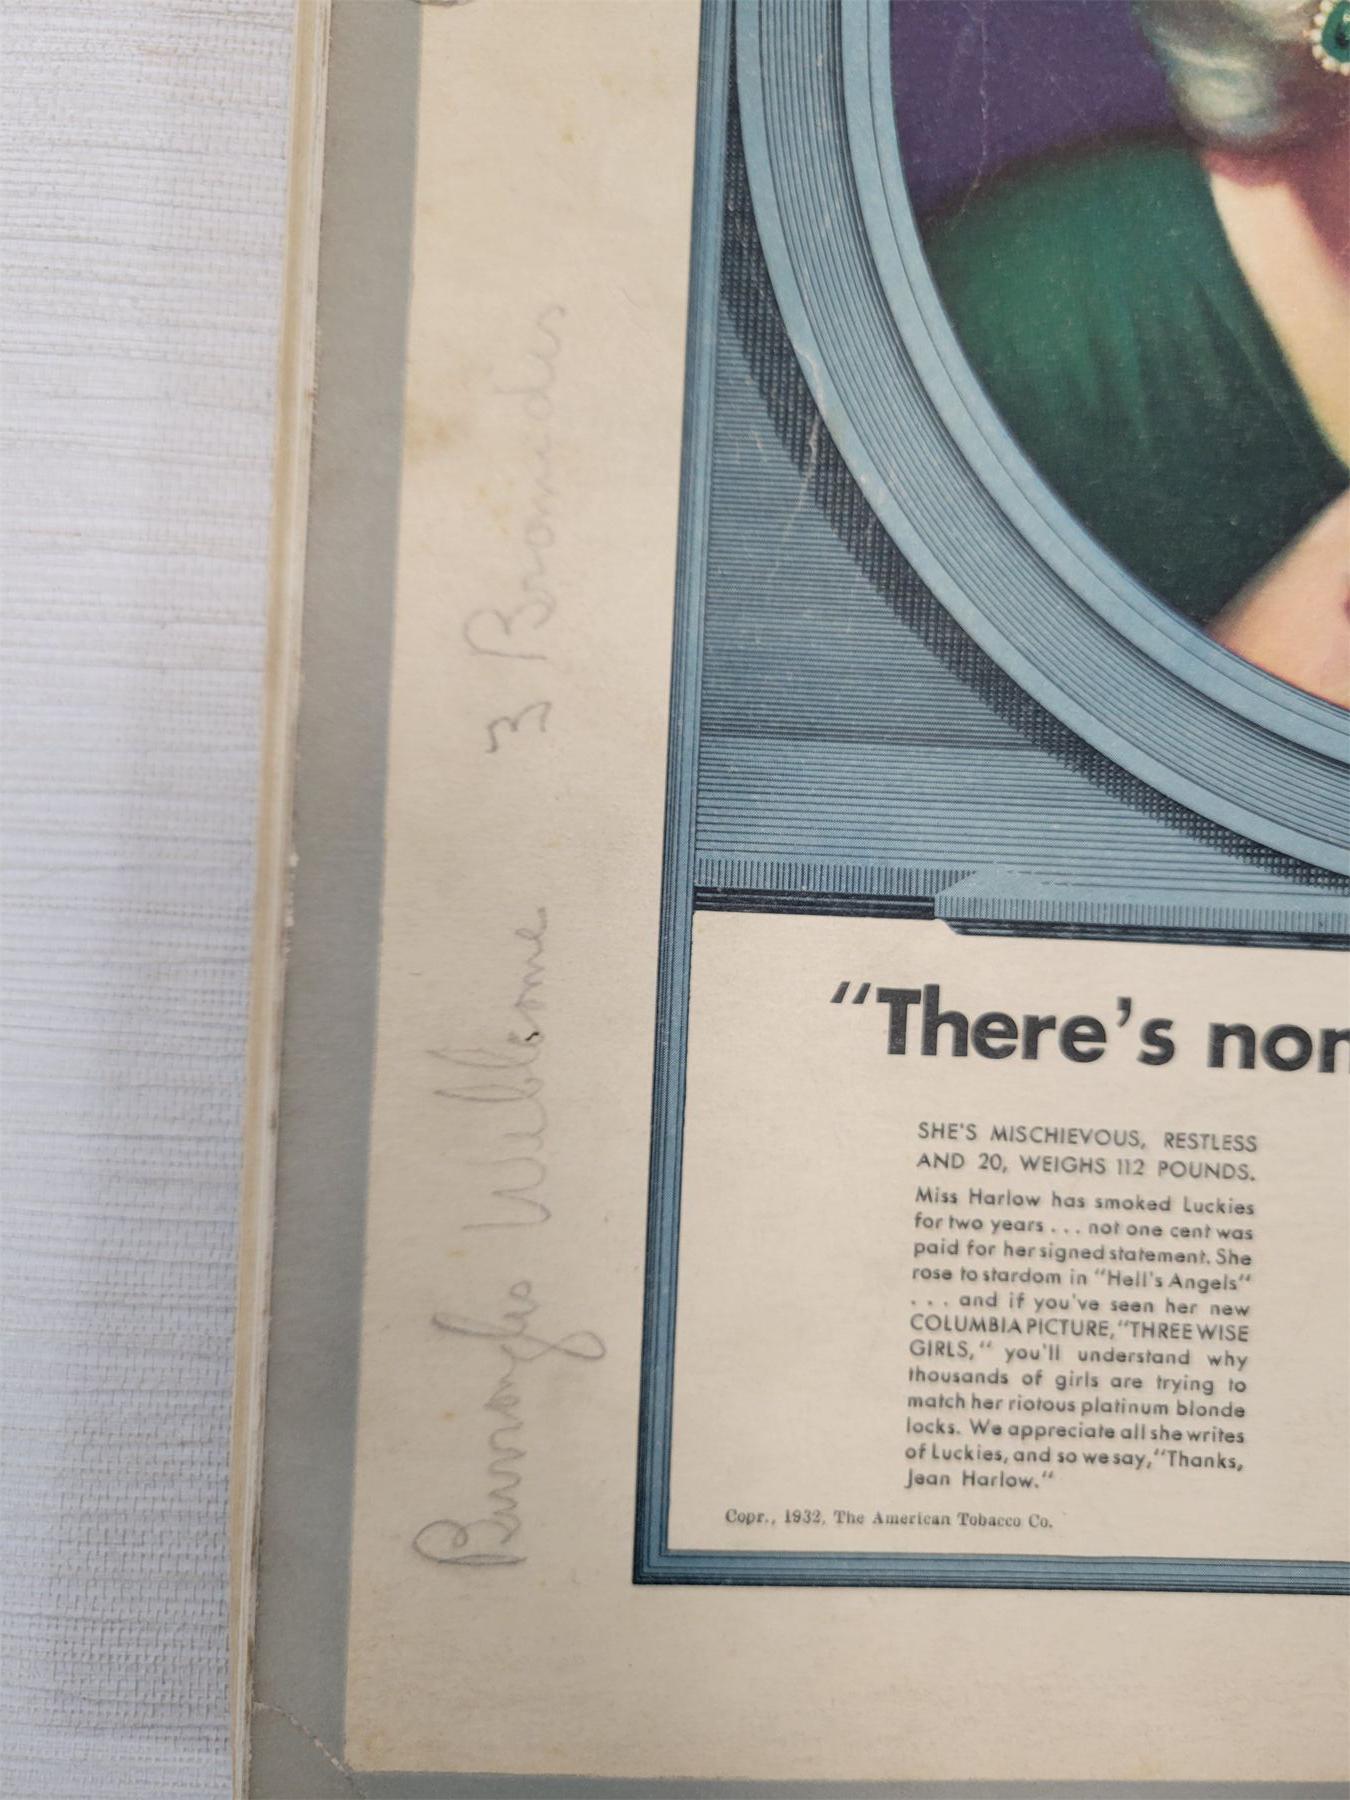 Burroughs Wellcome 3 Bromides
"There's
SHE'S MISCHIEVOUS, RESTLESS
AND 20, WEIGHS 112 POUNDS.
Miss Harlow has smoked Luckies
for two years . . . not one cent was
paid for her signed statement. She
rose to stardom in "Hell's Angels"
. . . and if you've seen her new
COLUMBIA PICTURE, "THREE WISE
GIRLS," you'll understand why
thousands of girls are trying to
match her riotous platinum blonde
locks. We appreciate all she writes
of Luckies, and so we say, "Thanks,
Jean Harlow."
Copr., 1932, The American Tobacco Co.